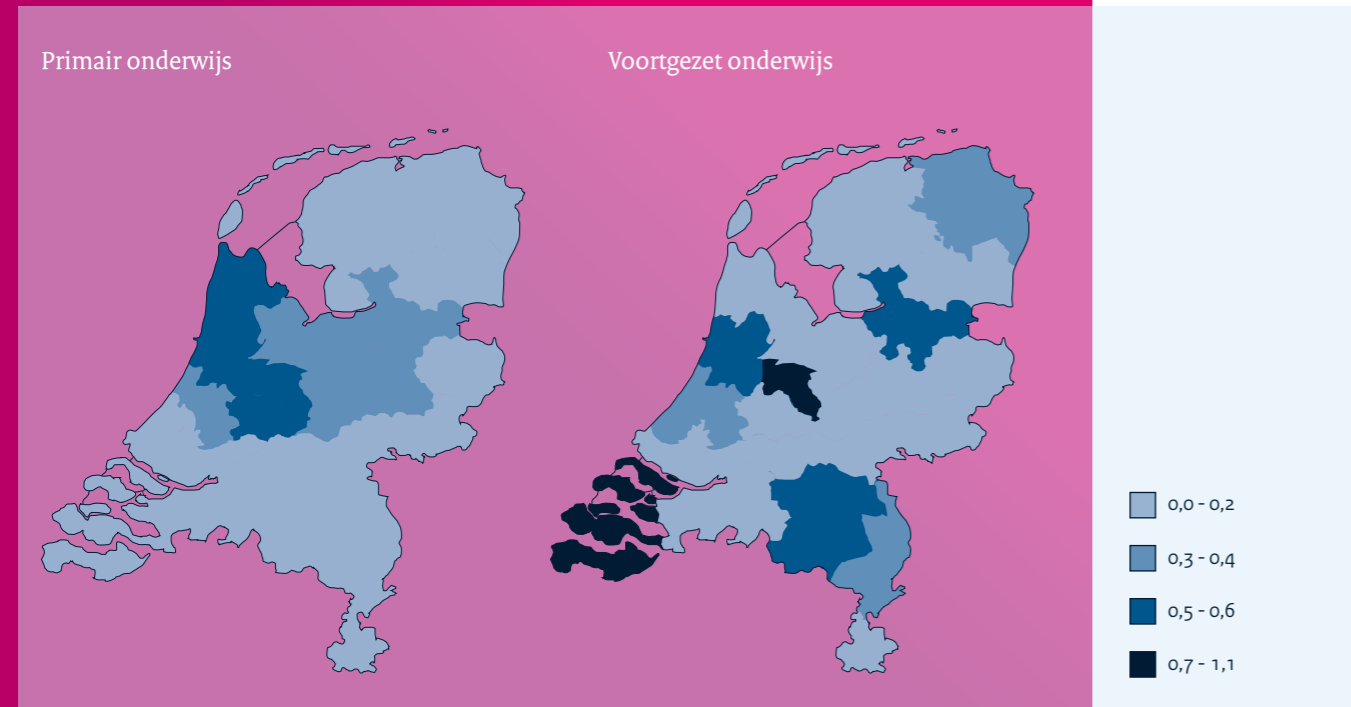 Primair onderwijs
Voortgezet onderwijs
0,0 - 0,2
0,3 - 0,4
0,5 - 0,6
0,7 - 1,1